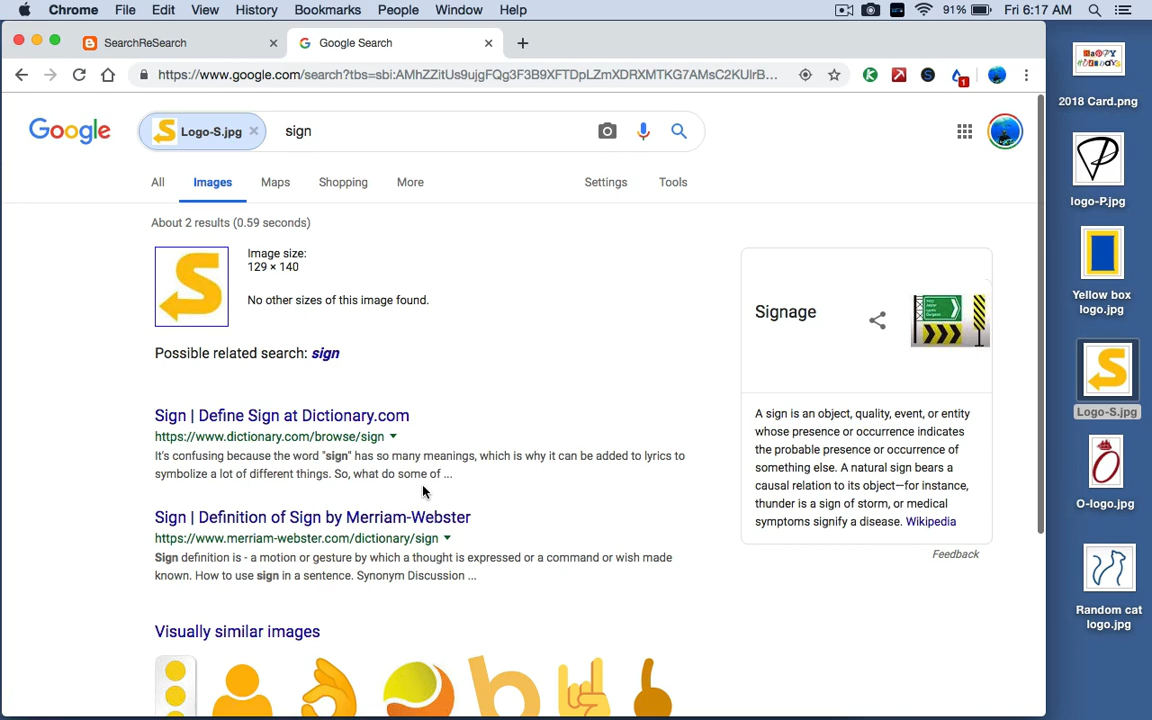 Chrome File Edit View History Bookmarks People Window Help 91% Fri 6:17 AM
SearchReSearch Google Search
https://www.google.com/search?tbs=sbi:AMhZZitUs9ujgFQg3F3B9XFTDpLZmXDRXMTKG7AMsC2KUlrB... 1
Google Logo-S.jpg sign
All Images Maps Shopping More Settings Tools
About 2 results (0.59 seconds)
Image size:
129 × 140
No other sizes of this image found.
Possible related search: sign
Sign | Define Sign at Dictionary.com
https://www.dictionary.com/browse/sign
It's confusing because the word "sign" has so many meanings, which is why it can be added to lyrics to
symbolize a lot of different things. So, what do some of ...
Sign | Definition of Sign by Merriam-Webster
https://www.merriam-webster.com/dictionary/sign
Sign definition is - a motion or gesture by which a thought is expressed or a command or wish made
known. How to use sign in a sentence. Synonym Discussion ...
Visually similar images
Signage
A sign is an object, quality, event, or entity
whose presence or occurrence indicates
the probable presence or occurrence of
something else. A natural sign bears a
causal relation to its object—for instance,
thunder is a sign of storm, or medical
symptoms signify a disease. Wikipedia
Feedback
HAPPY
HOLIDAYS
2018 Card.png
logo-P.jpg
Yellow box
logo.jpg
Logo-S.jpg
O-logo.jpg
Random cat
logo.jpg